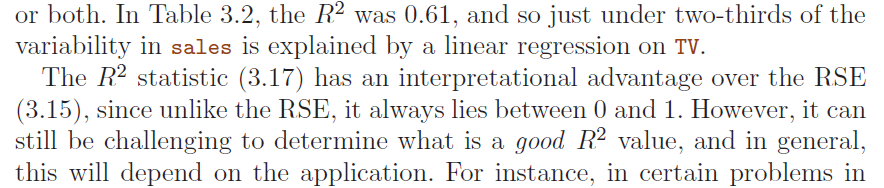 or both. In Table 3.2, the R² was 0.61, and so just under two-thirds of the
variability in sales is explained by a linear regression on TV.
The R² statistic (3.17) has an interpretational advantage over the RSE
(3.15), since unlike the RSE, it always lies between 0 and 1. However, it can
still be challenging to determine what is a good R² value, and in general,
this will depend on the application. For instance, in certain problems in